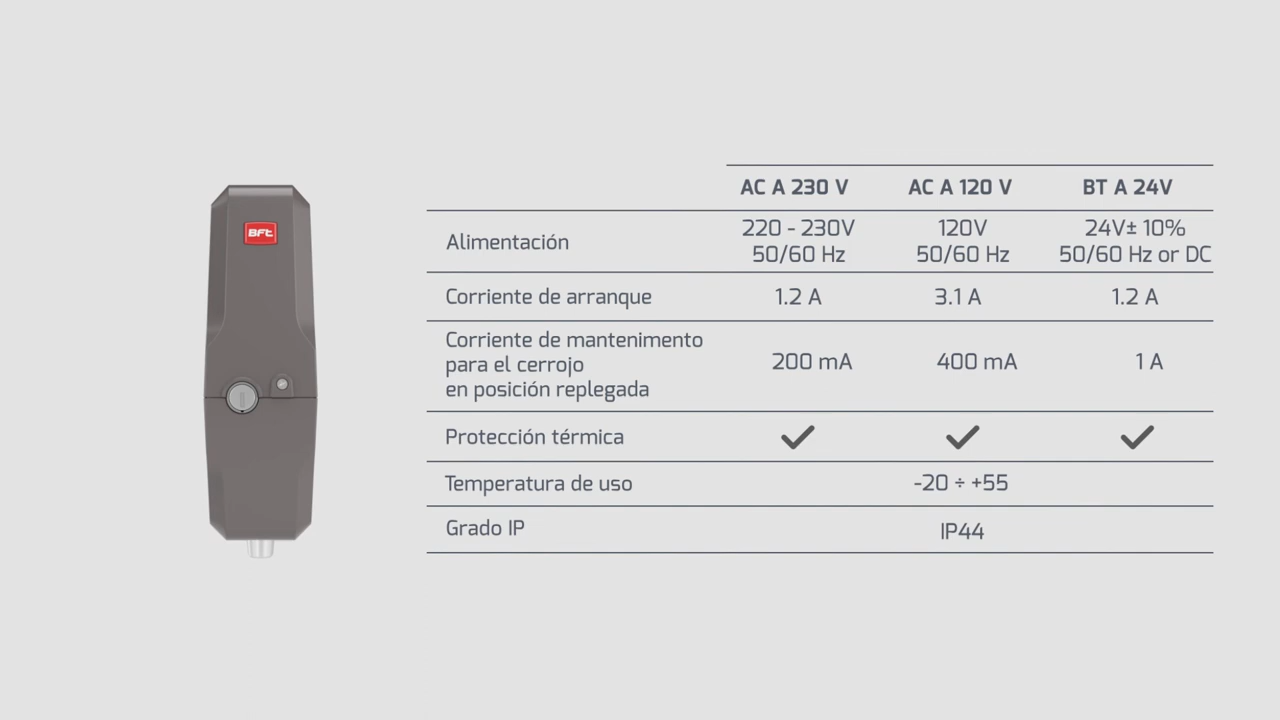 BFt
AC A 230 V AC A 120 V BT A 24V
Alimentación
220 - 230V 120V 24V± 10%
50/60 Hz 50/60 Hz 50/60 Hz or DC
Corriente de arranque 1.2 A 3.1 A 1.2 A
Corriente de mantenimento
para el cerrojo
en posición replegada
200 mA 400 mA 1 A
Protección térmica
Temperatura de uso -20 ÷ +55
Grado IP IP44